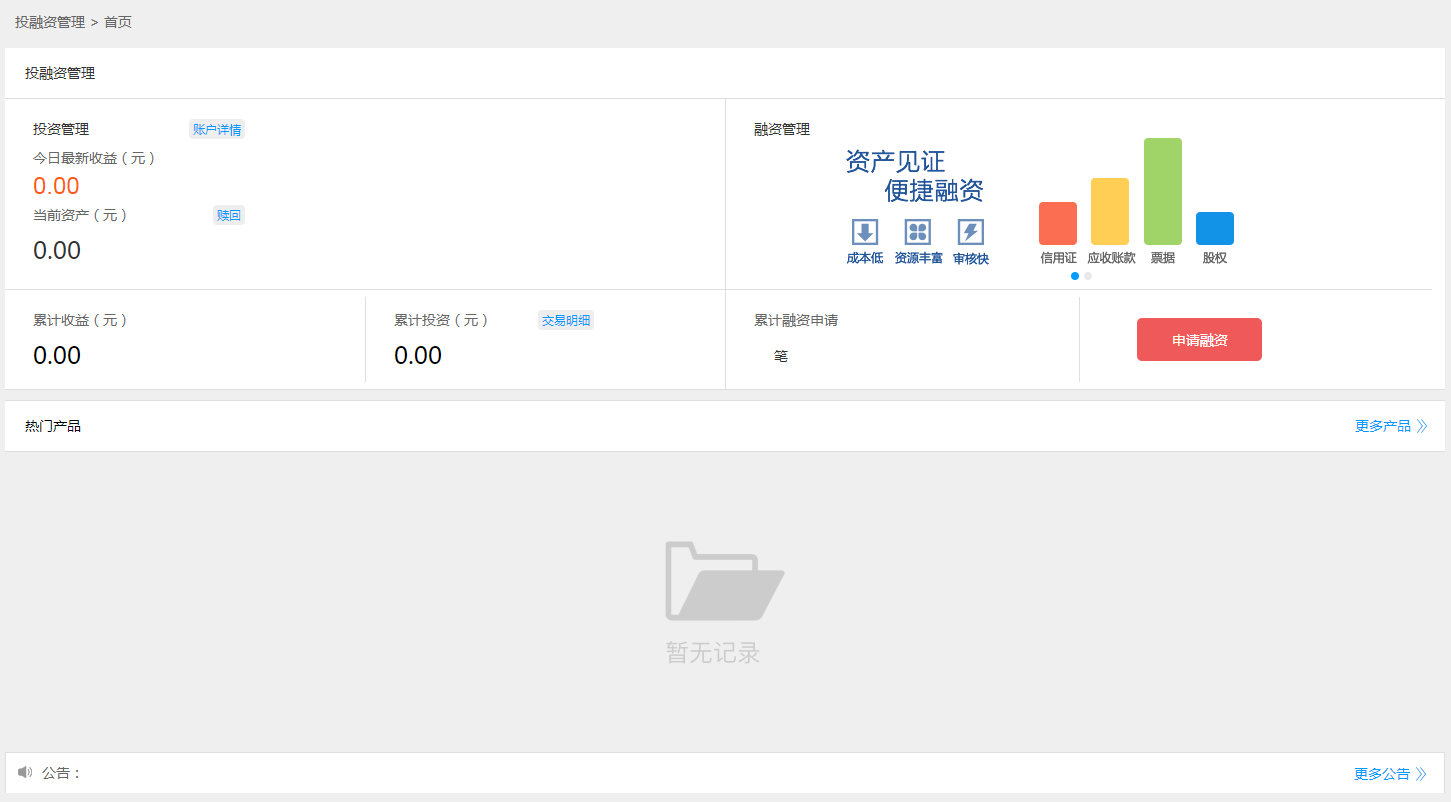 投融资管理 > 首页
投融资管理
投资管理 账户详情
今日最新收益（元）
0.00
当前资产（元） 赎回
0.00
融资管理
资产见证
便捷融资
成本低 资源丰富 审核快
信用证 应收账款 票据 股权
累计收益（元）
0.00
累计投资（元） 交易明细
0.00
累计融资申请
笔
申请融资
热门产品 更多产品
暂无记录
公告： 更多公告